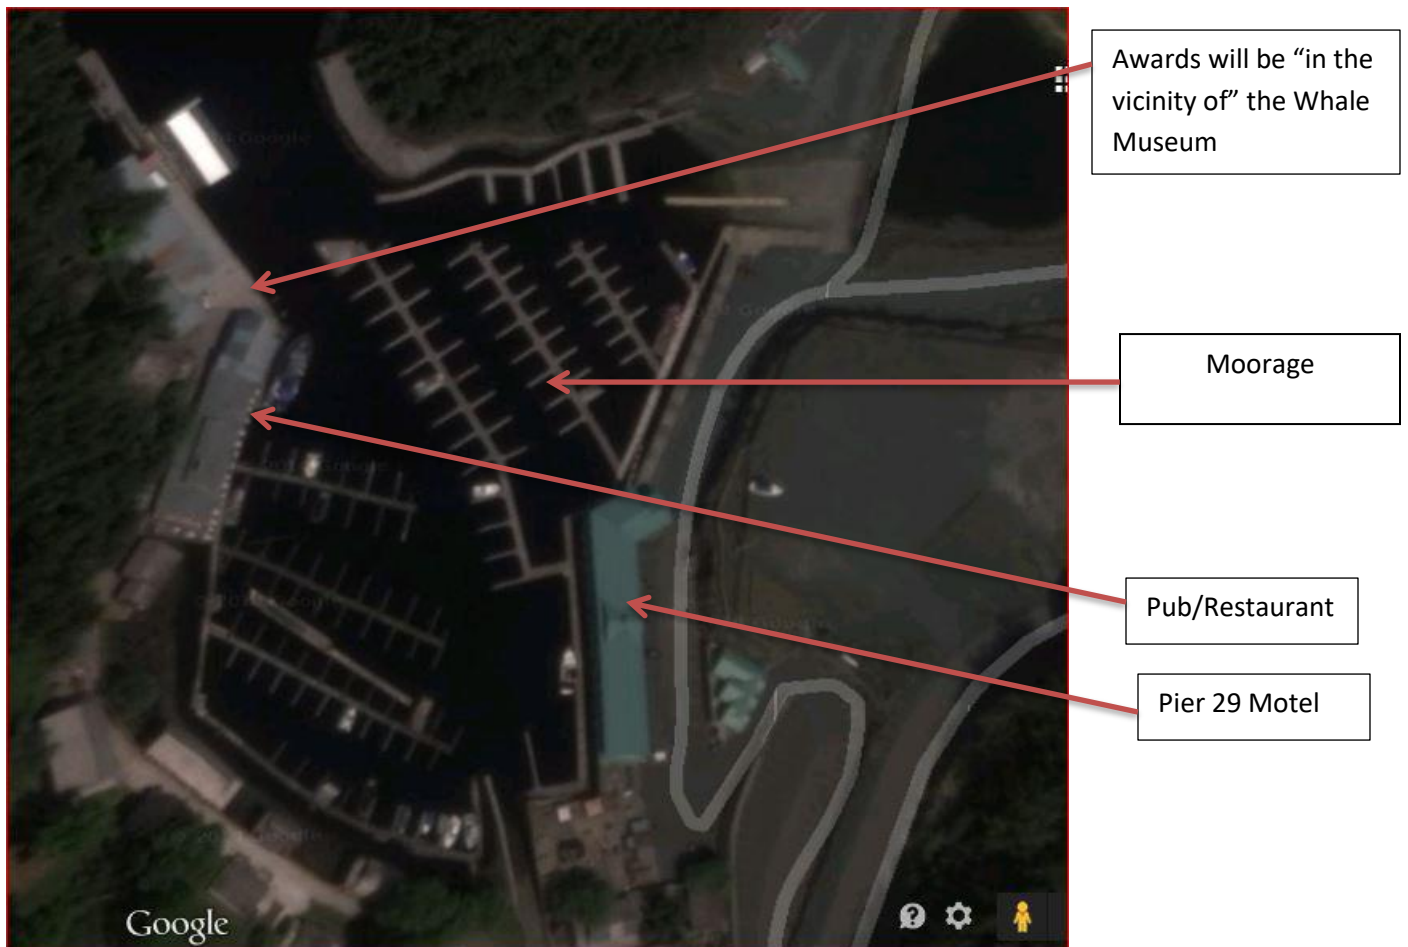 Awards will be “in the
vicinity of” the Whale
Museum
Moorage
Pub/Restaurant
Pier 29 Motel
Google